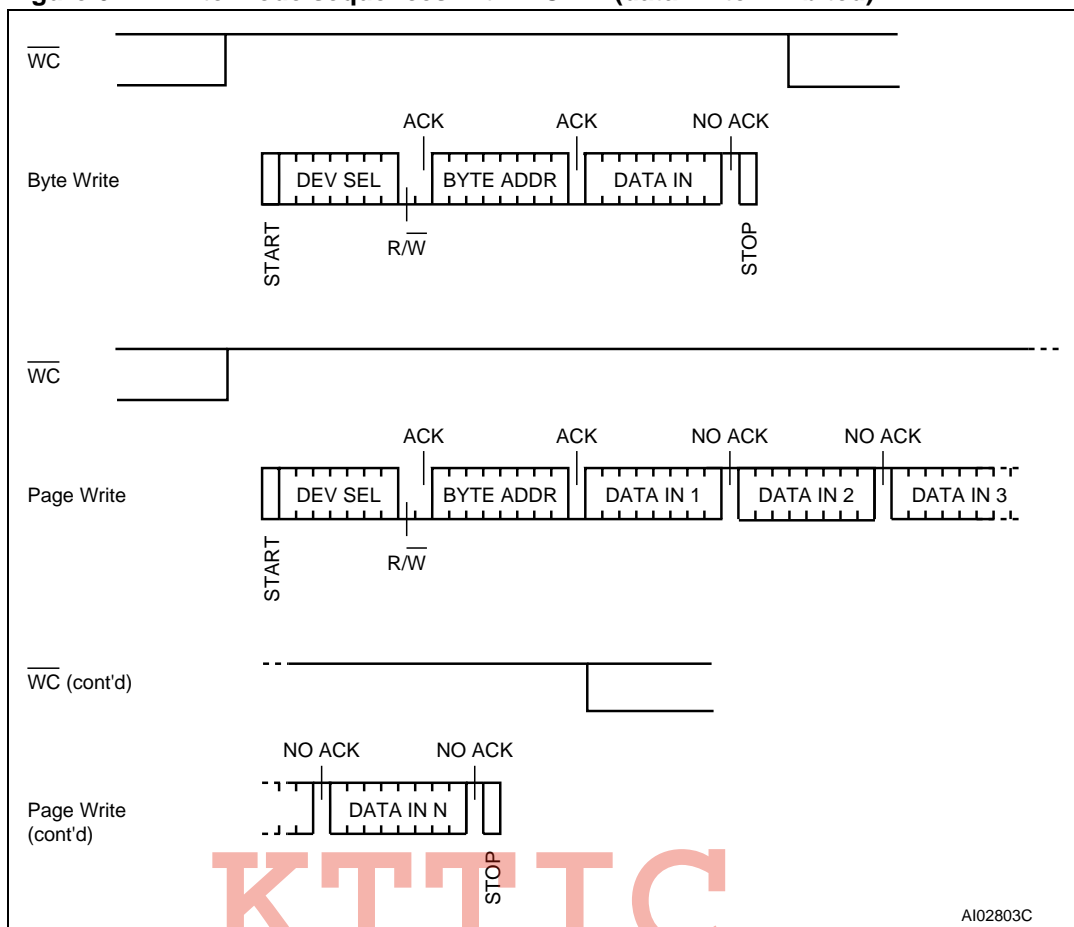 WC
ACK ACK NO ACK
Byte Write DEV SEL BYTE ADDR DATA IN
R/W
START
STOP
WC
ACK ACK NO ACK NO ACK
Page Write DEV SEL BYTE ADDR DATA IN 1 DATA IN 2 DATA IN 3
R/W
START
WC (cont'd)
NO ACK NO ACK
Page Write
(cont'd)
DATA IN N
STOP
KTTIC
AI02803C